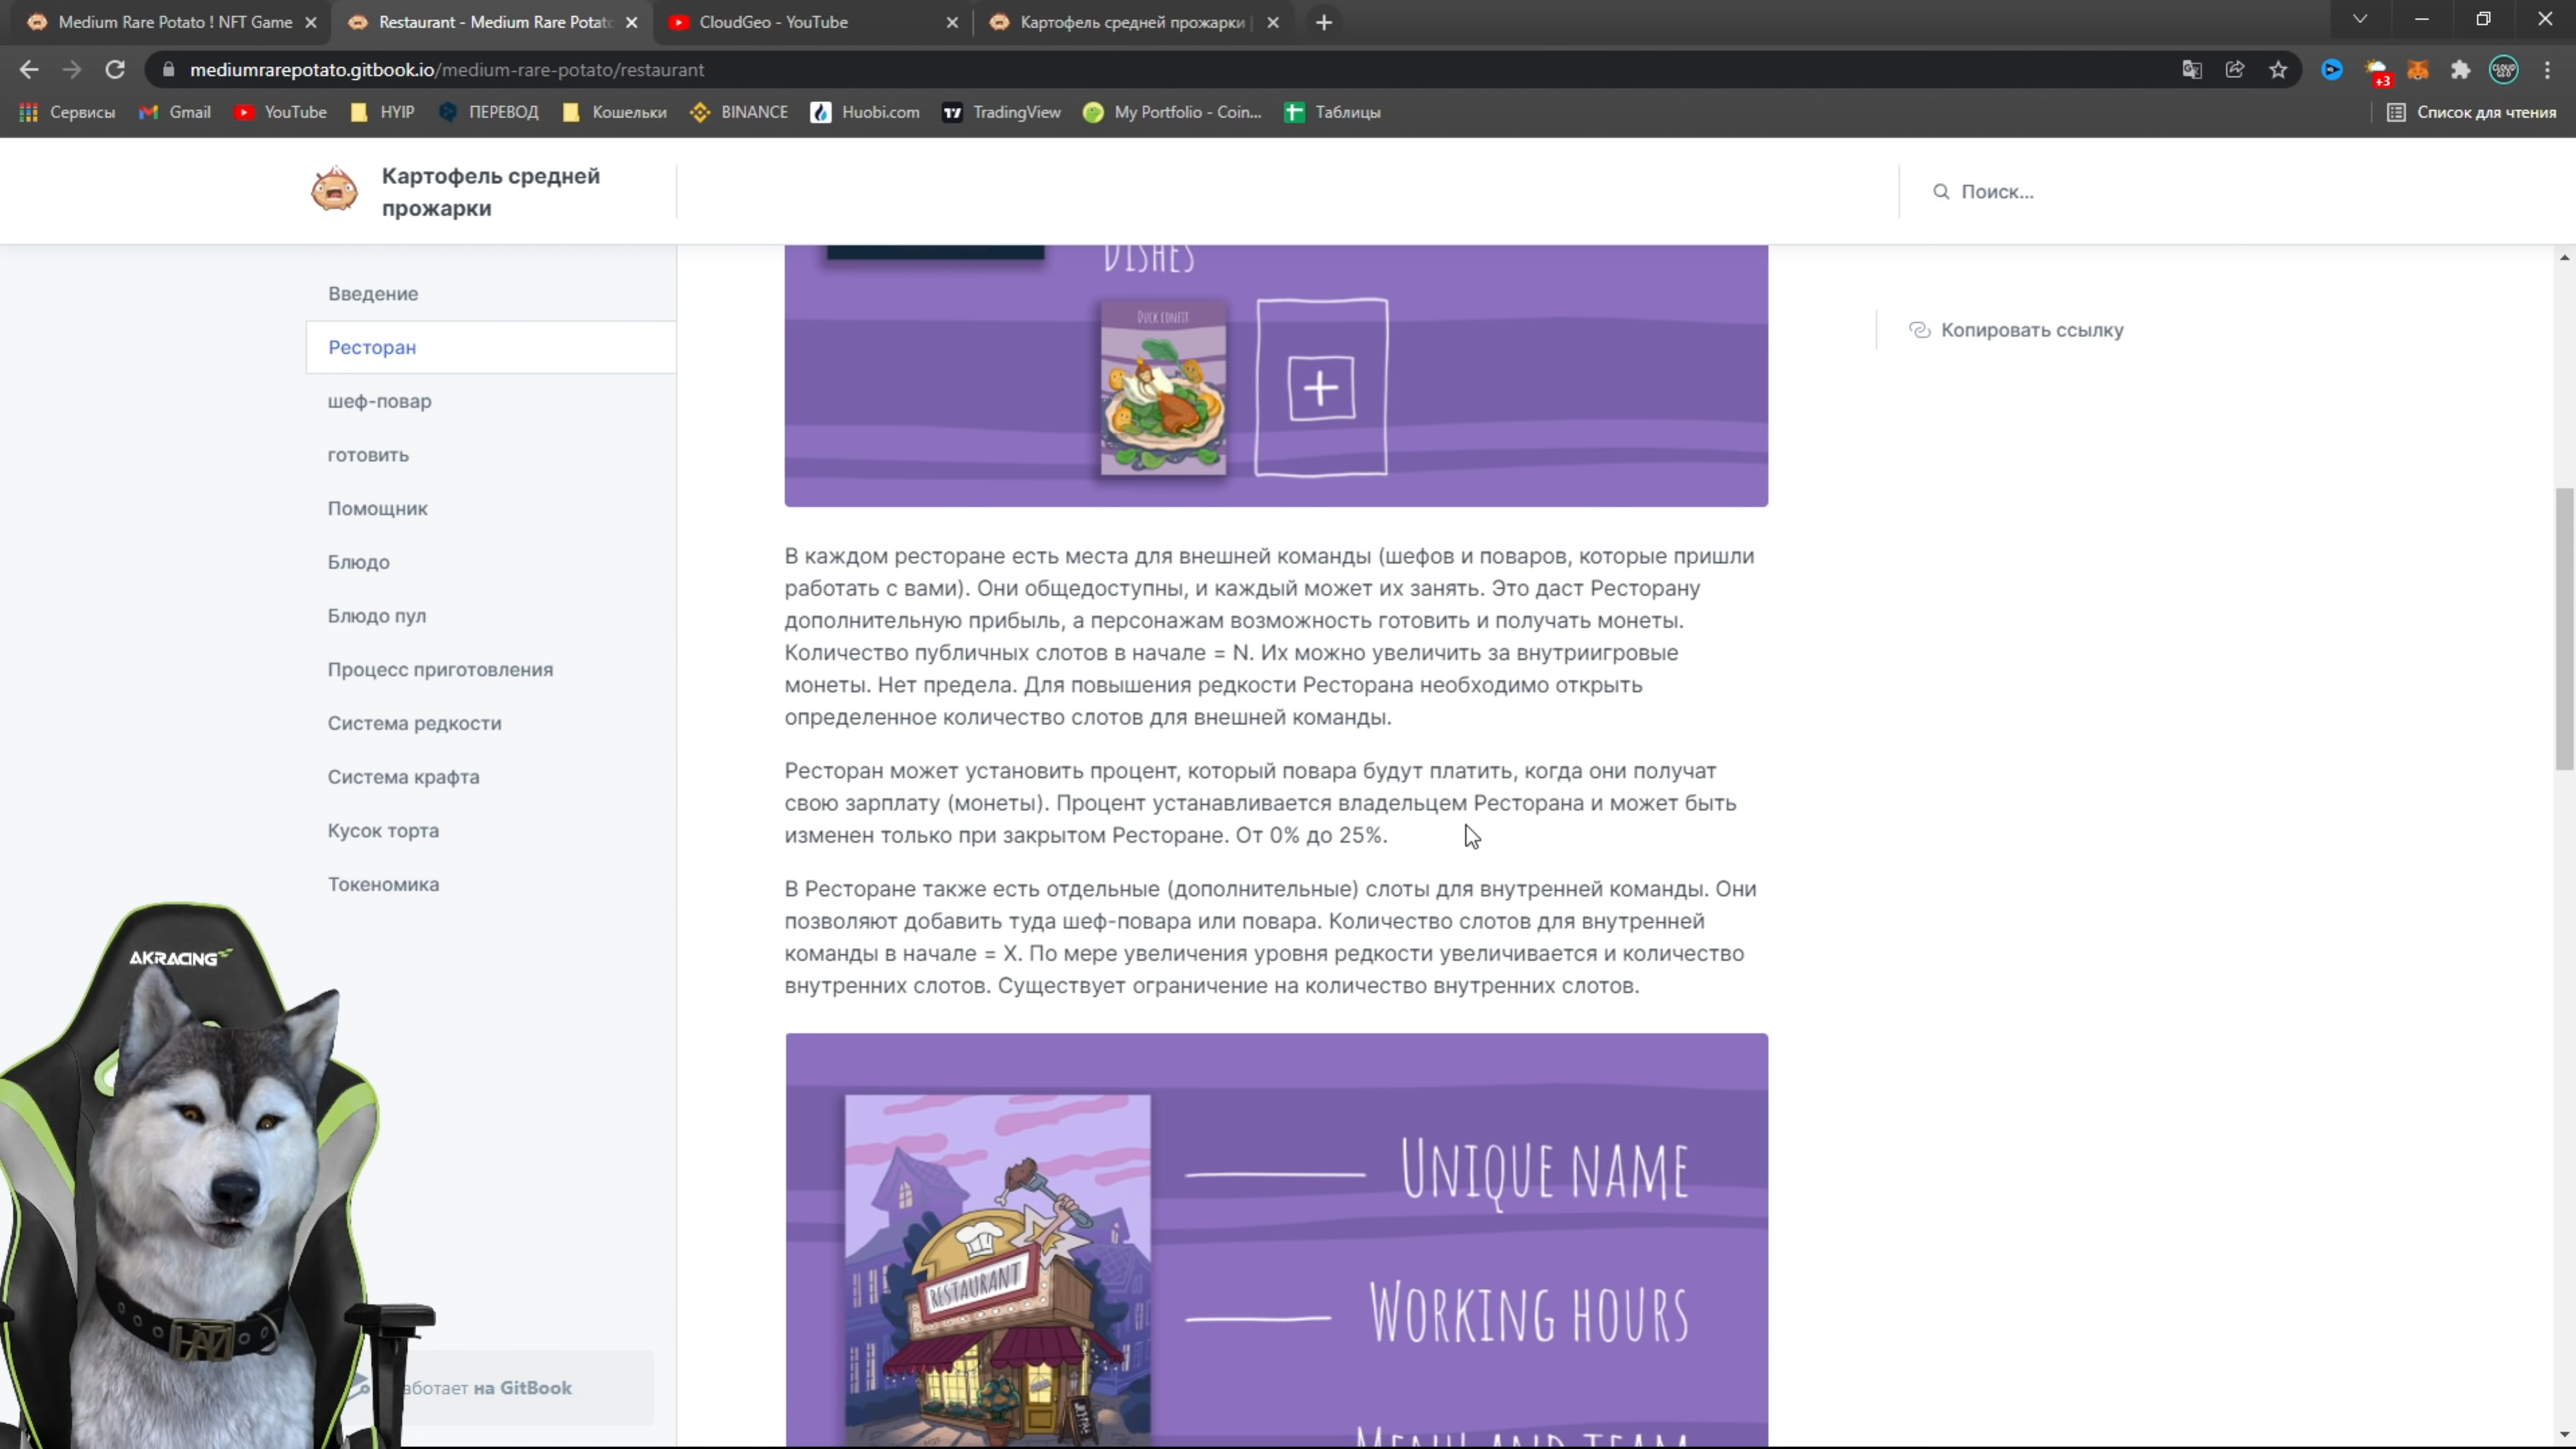 Medium Rare Potato ! NFT Game
Restaurant - Medium Rare Potato
CloudGeo - YouTube
Картофель средней прожарки |
mediumrarepotato.gitbook.io/medium-rare-potato/restaurant
+3
CLOUD GEO
Сервисы
Gmail
YouTube
HYIP
ПЕРЕВОД
Кошельки
BINANCE
Huobi.com
TradingView
My Portfolio - Coin...
Таблицы
Список для чтения
Картофель средней
прожарки
Поиск...
Введение
Ресторан
шеф-повар
готовить
Помощник
Блюдо
Блюдо пул
Процесс приготовления
Система редкости
Система крафта
Кусок торта
Токеномика
аботает на GitBook
AKRACING
DISHES
DUCK CONFIT
Копировать ссылку
В каждом ресторане есть места для внешней команды (шефов и поваров, которые пришли
работать с вами). Они общедоступны, и каждый может их занять. Это даст Ресторану
дополнительную прибыль, а персонажам возможность готовить и получать монеты.
Количество публичных слотов в начале = N. Их можно увеличить за внутриигровые
монеты. Нет предела. Для повышения редкости Ресторана необходимо открыть
определенное количество слотов для внешней команды.
Ресторан может установить процент, который повара будут платить, когда они получат
свою зарплату (монеты). Процент устанавливается владельцем Ресторана и может быть
изменен только при закрытом Ресторане. От 0% до 25%.
В Ресторане также есть отдельные (дополнительные) слоты для внутренней команды. Они
позволяют добавить туда шеф-повара или повара. Количество слотов для внутренней
команды в начале = X. По мере увеличения уровня редкости увеличивается и количество
внутренних слотов. Существует ограничение на количество внутренних слотов.
RESTAURANT
UNIQUE NAME
WORKING HOURS
MENU AND TEAM